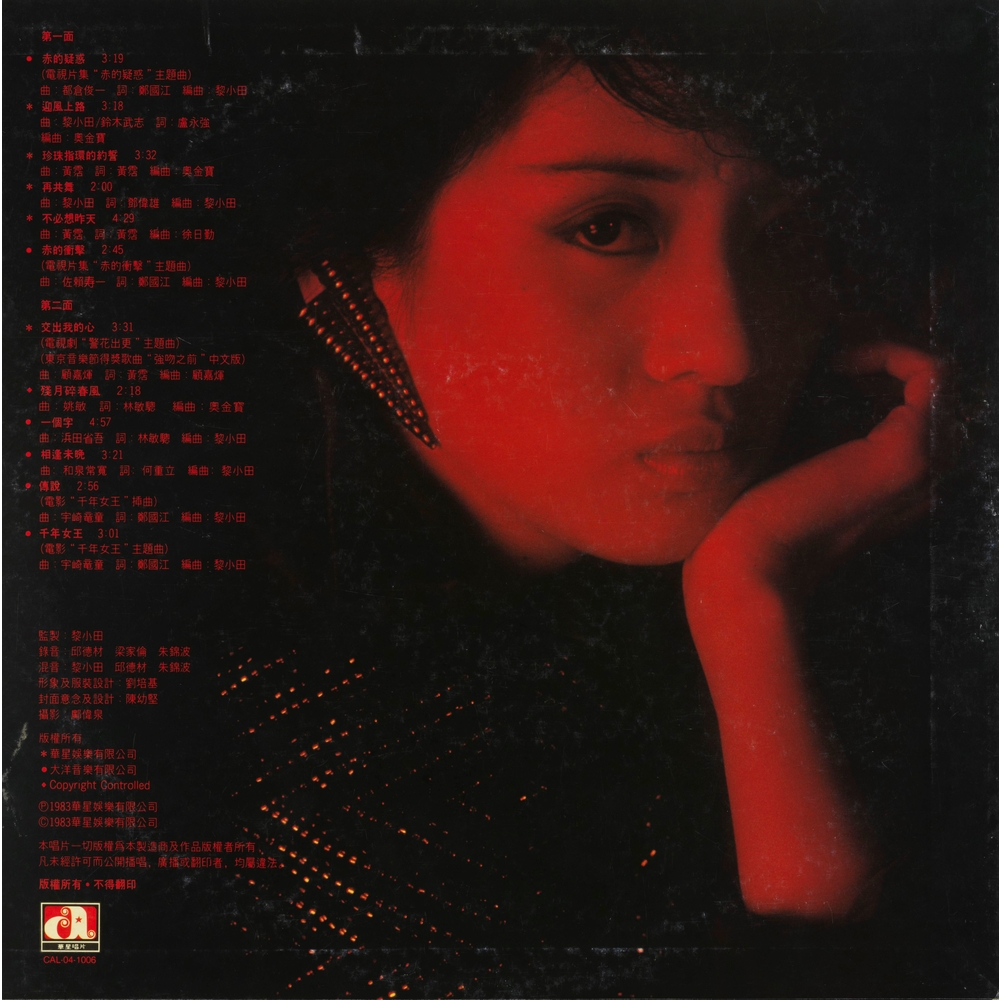 第一面
● 赤的疑惑 3:19
(電視片集“赤的疑惑”主題曲)
曲：都倉俊一 詞：鄭國江 編曲：黎小田
* 迎風上路 3:18
曲：黎小田/鈴木武志 詞：盧永強
編曲：奧金寶
* 珍珠指環的約誓 3:32
曲：黃霑 詞：黃霑 編曲：奧金寶
* 再共舞 2:00
曲：黎小田 詞：鄧偉雄 編曲：黎小田
* 不必想昨天 4:29
曲：黃霑 詞：黃霑 編曲：徐日勤
● 赤的衝擊 2:45
(電視片集“赤的衝擊”主題曲)
曲：佐瀨寿一 詞：鄭國江 編曲：黎小田
第二面
* 交出我的心 3:31
(電視劇“警花出更”主題曲)
(東京音樂節得獎歌曲“強吻之前”中文版)
曲：顧嘉煇 詞：黃霑 編曲：顧嘉煇
◆ 殘月碎春風 2:18
曲：姚敏 詞：林敏驄 編曲：奧金寶
● 一個字 4:57
曲：浜田省吾 詞：林敏驄 編曲：黎小田
● 相逢未晚 3:21
曲：和泉常寬 詞：何重立 編曲：黎小田
● 傳說 2:56
(電影“千年女王”挿曲)
曲：宇崎竜童 詞：鄭國江 編曲：黎小田
● 千年女王 3:01
(電影“千年女王”主題曲)
曲：宇崎竜童 詞：鄭國江 編曲：黎小田
監製：黎小田
錄音：邱德材 梁家倫 朱錦波
混音：黎小田 邱德材 朱錦波
形象及服裝設計：劉培基
封面意念及設計：陳幼堅
攝影：鄺偉泉
版權所有
*華星娛樂有限公司
●大洋音樂有限公司
◆Copyright Controlled
Ⓟ1983華星娛樂有限公司
©1983華星娛樂有限公司
本唱片一切版權爲本製造商及作品版權者所有，
凡未經許可而公開播唱，廣播或翻印者，均屬違法。
版權所有・不得翻印
華星唱片
CAL-04-1006